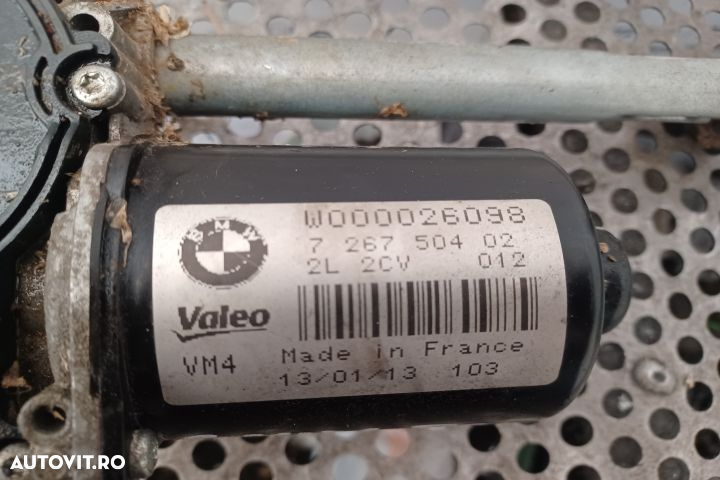 W000026098
BMW
7 267 504 02
2L 2CV 012
Valeo
VM4
Made in France
13/01/13 103
AUTOVIT.RO